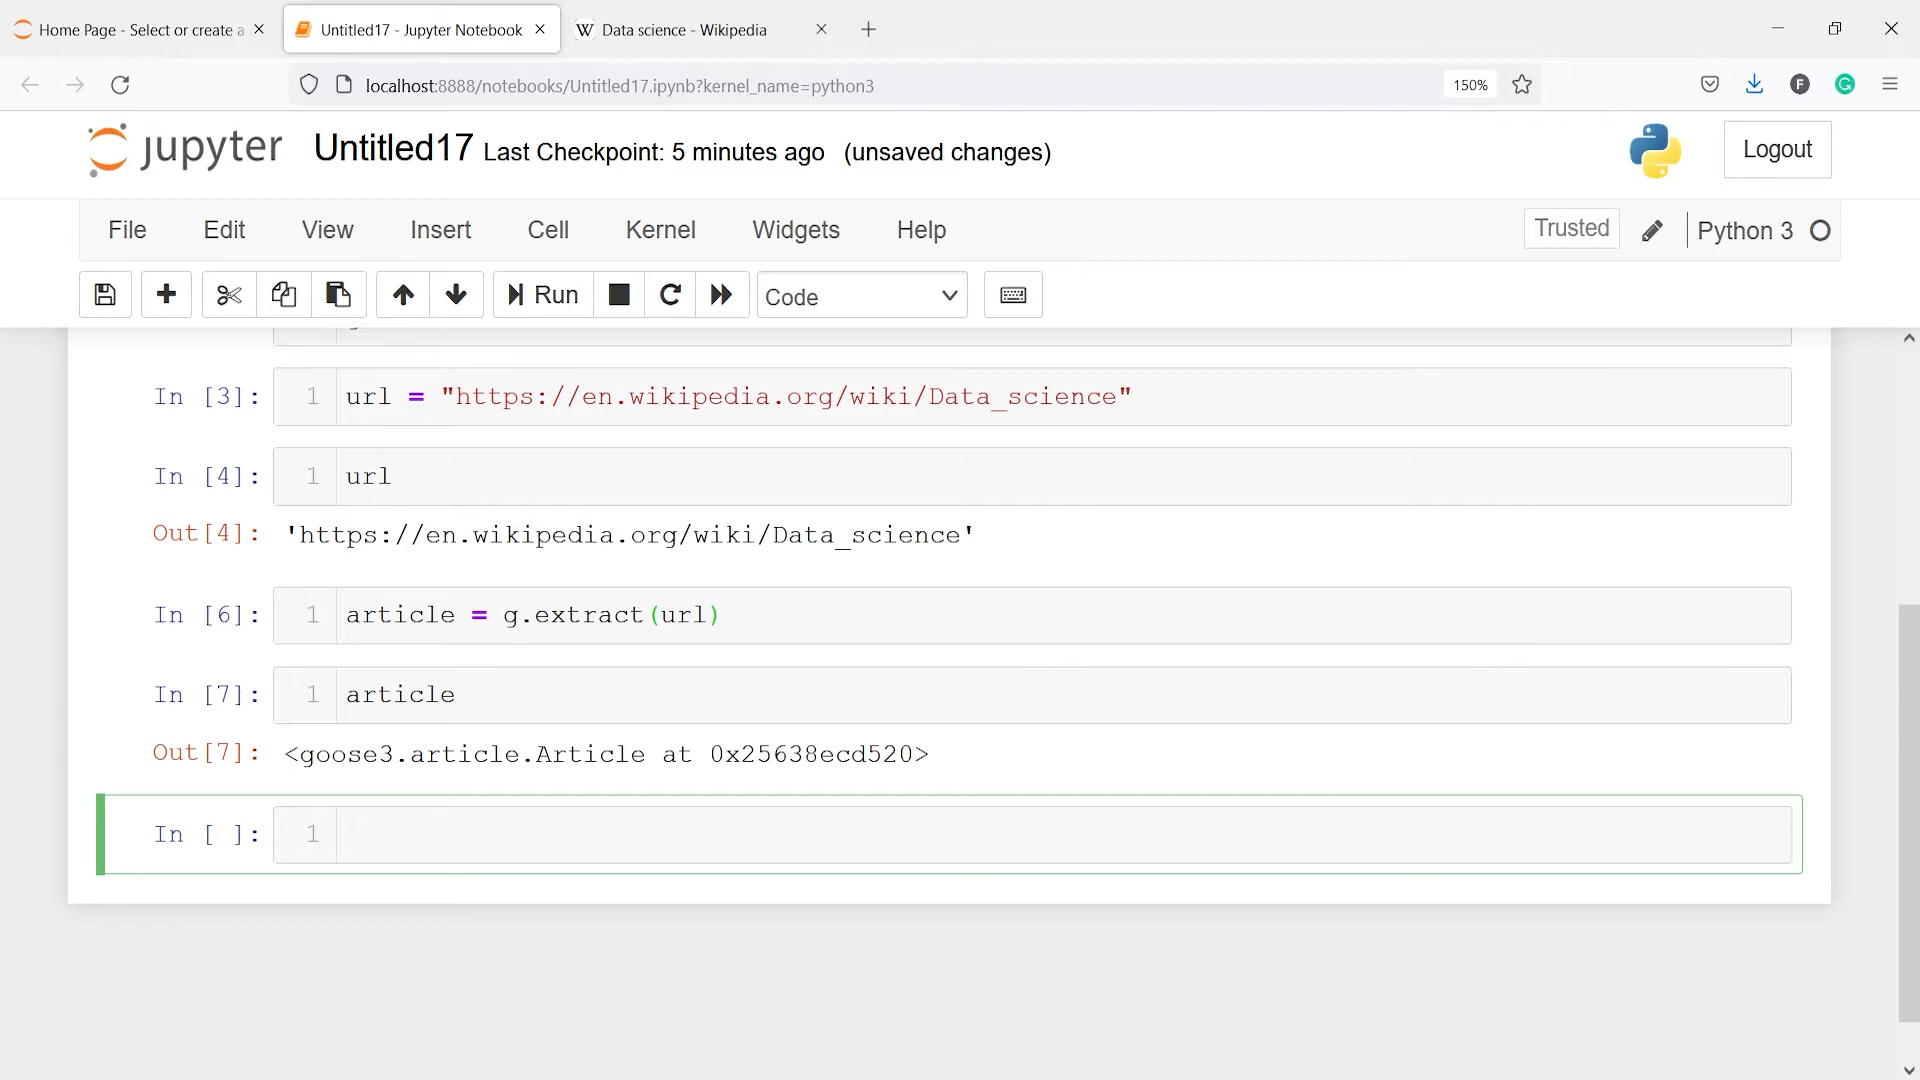 Home Page - Select or create a
Untitled17 - Jupyter Notebook
Data science - Wikipedia
localhost:8888/notebooks/Untitled17.ipynb?kernel_name=python3
150%
jupyter Untitled17 Last Checkpoint: 5 minutes ago (unsaved changes)
Logout
File Edit View Insert Cell Kernel Widgets Help
Trusted
Python 3
Run
Code
In [3]: 1 url = "https://en.wikipedia.org/wiki/Data_science"
In [4]: 1 url
Out[4]: 'https://en.wikipedia.org/wiki/Data_science'
In [6]: 1 article = g.extract(url)
In [7]: 1 article
Out[7]: <goose3.article.Article at 0x25638ecd520>
In [ ]: 1